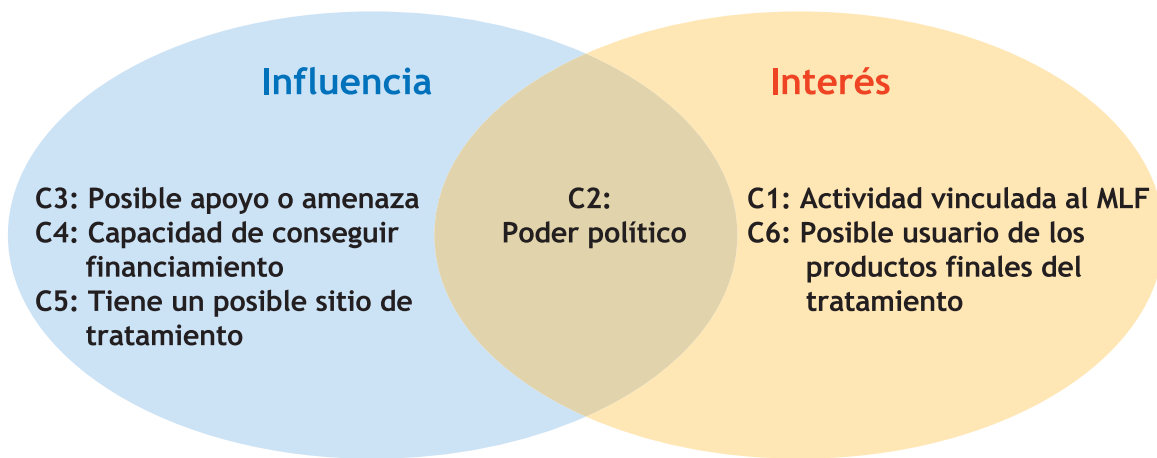 Influencia
C3: Posible apoyo o amenaza
C4: Capacidad de conseguir
financiamiento
C5: Tiene un posible sitio de
tratamiento
C2:
Poder político
Interés
C1: Actividad vinculada al MLF
C6: Posible usuario de los
productos finales del
tratamiento